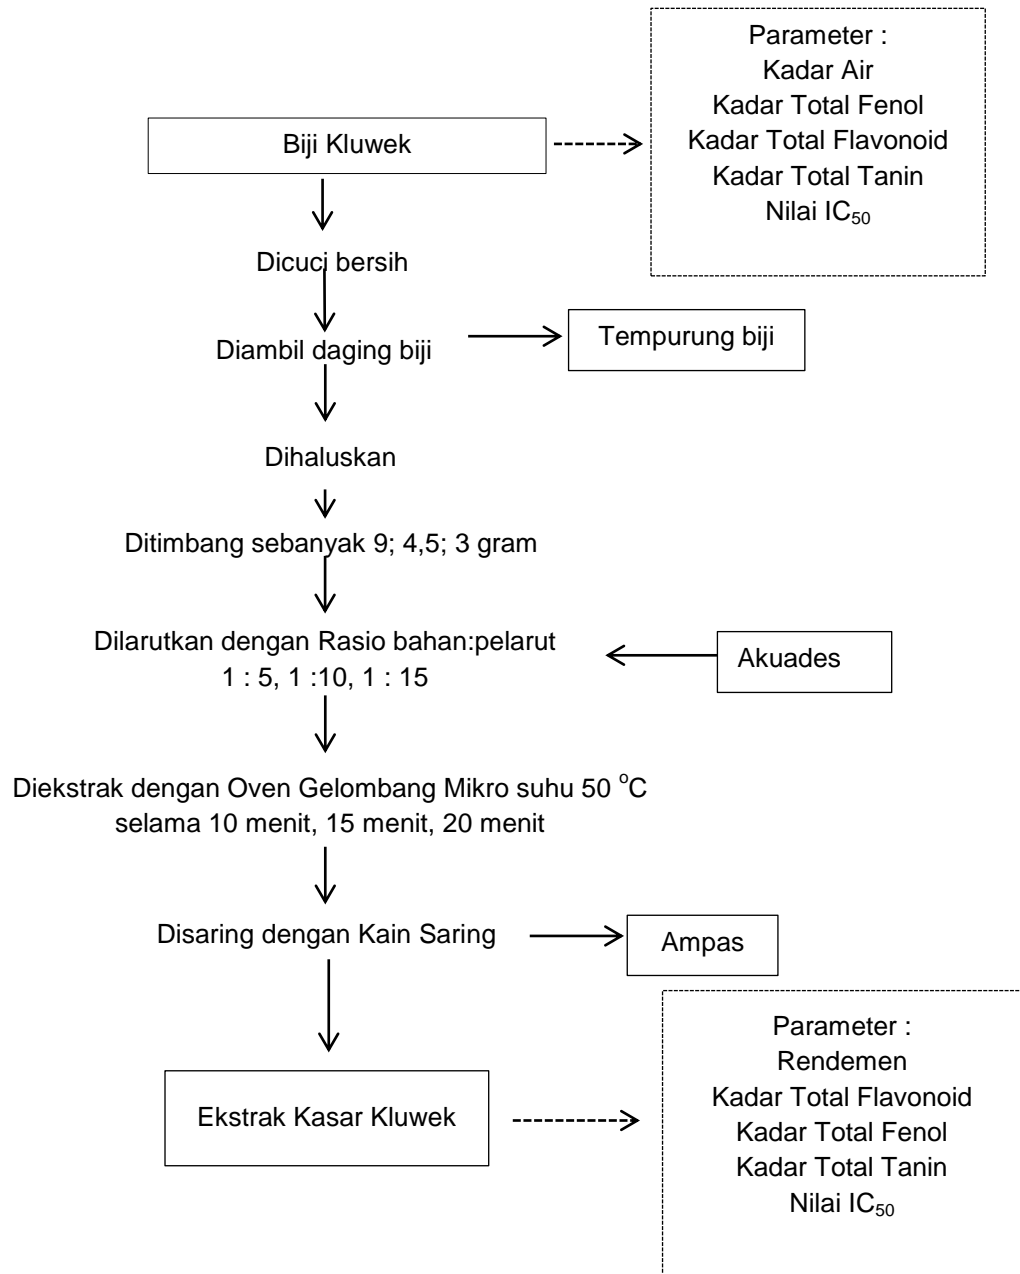 Parameter :
Kadar Air
Kadar Total Fenol
Kadar Total Flavonoid
Kadar Total Tanin
Nilai IC₅₀
Biji Kluwek
Dicuci bersih
Diambil daging biji
Tempurung biji
Dihaluskan
Ditimbang sebanyak 9; 4,5; 3 gram
Dilarutkan dengan Rasio bahan:pelarut
1 : 5, 1 :10, 1 : 15
Akuades
Diekstrak dengan Oven Gelombang Mikro suhu 50 °C
selama 10 menit, 15 menit, 20 menit
Disaring dengan Kain Saring
Ampas
Ekstrak Kasar Kluwek
Parameter :
Rendemen
Kadar Total Flavonoid
Kadar Total Fenol
Kadar Total Tanin
Nilai IC₅₀